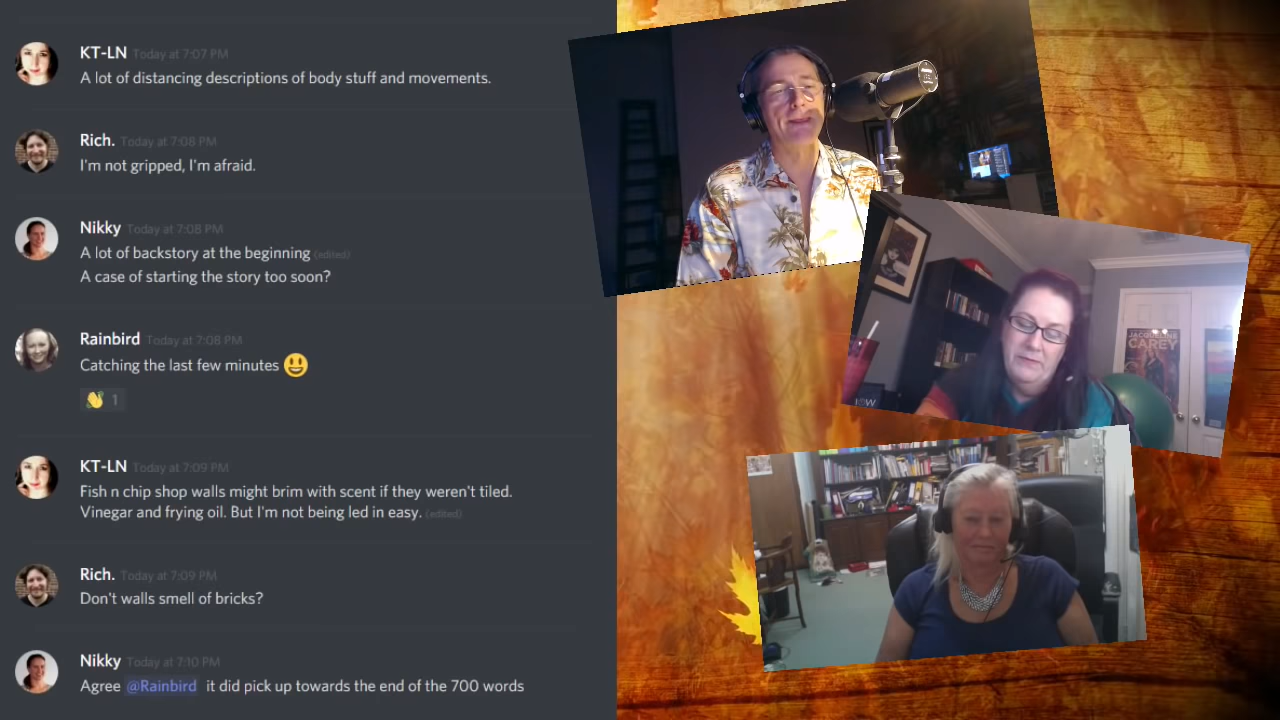 KT-LN Today at 7:07 PM
A lot of distancing descriptions of body stuff and movements.
Rich. Today at 7:08 PM
I'm not gripped, I'm afraid.
Nikky Today at 7:08 PM
A lot of backstory at the beginning (edited)
A case of starting the story too soon?
Rainbird Today at 7:08 PM
Catching the last few minutes 😃
👏 1
KT-LN Today at 7:09 PM
Fish n chip shop walls might brim with scent if they weren't tiled.
Vinegar and frying oil. But I'm not being led in easy. (edited)
Rich. Today at 7:09 PM
Don't walls smell of bricks?
Nikky Today at 7:10 PM
Agree @Rainbird it did pick up towards the end of the 700 words
JACQUELINE
CAREY